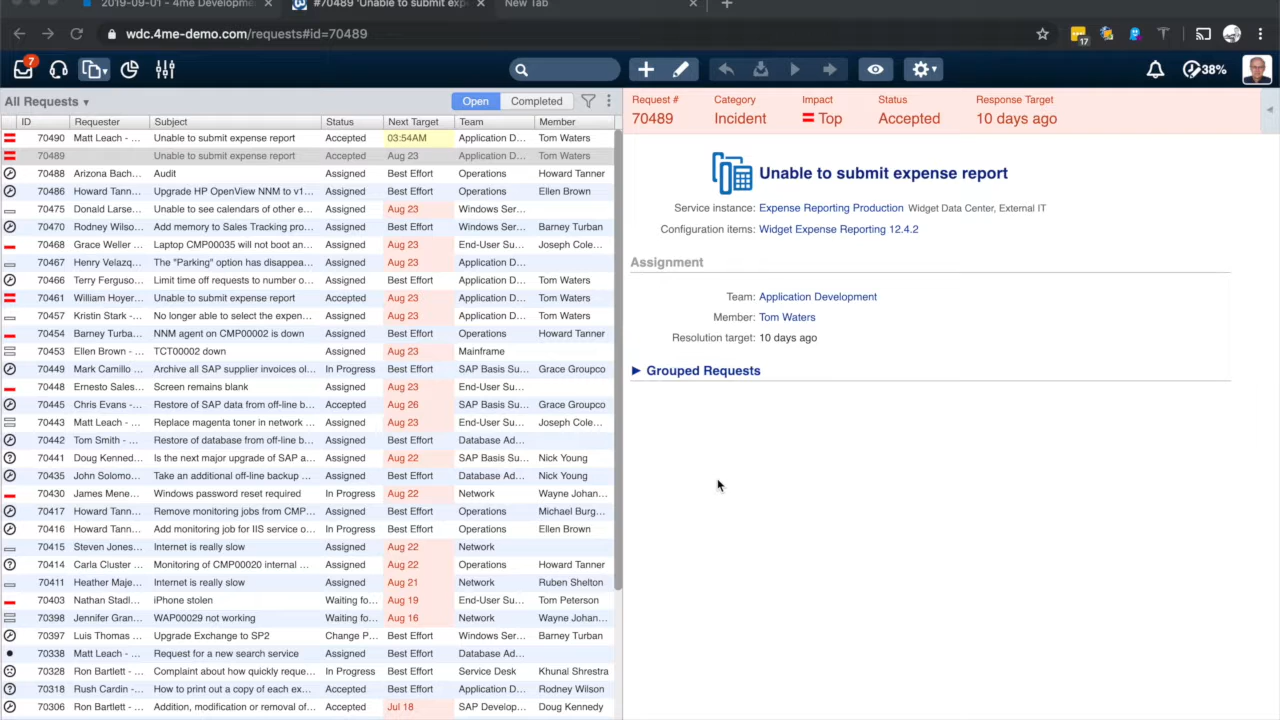 2019-09-01 - 4me Developmen
#70489 "Unable to submit exp
New Tab
wdc.4me-demo.com/requests#id=70489
17
7
38%
All Requests
Open Completed
ID Requester Subject Status Next Target Team Member
70490 Matt Leach - ... Unable to submit expense report Accepted 03:54AM Application D... Tom Waters
70489 Unable to submit expense report Accepted Aug 23 Application D... Tom Waters
70488 Arizona Bach... Audit Assigned Best Effort Operations Howard Tanner
70486 Howard Tann... Upgrade HP OpenView NNM to v1... Assigned Best Effort Operations Ellen Brown
70475 Donald Larse... Unable to see calendars of other e... Assigned Aug 23 Windows Ser...
70470 Rodney Wilso... Add memory to Sales Tracking pro... Assigned Best Effort Windows Ser... Barney Turban
70468 Grace Weller ... Laptop CMP00035 will not boot an... Assigned Aug 23 End-User Su... Joseph Cole...
70467 Henry Velazq... The "Parking" option has disappea... Assigned Aug 23 Application D...
70466 Terry Ferguso... Limit time off requests to number o... Assigned Best Effort Application D... Tom Waters
70461 William Hoyer... Unable to submit expense report Accepted Aug 23 Application D... Tom Waters
70457 Kristin Stark - ... No longer able to select the expen... Assigned Aug 23 Application D... Tom Waters
70454 Barney Turba... NNM agent on CMP00002 is down Assigned Best Effort Operations Howard Tanner
70453 Ellen Brown - ... TCT00002 down Assigned Aug 23 Mainframe
70449 Mark Camillo ... Archive all SAP supplier invoices ol... In Progress Best Effort SAP Basis Su... Grace Groupco
70448 Ernesto Sales... Screen remains blank Assigned Aug 23 End-User Su...
70445 Chris Evans - ... Restore of SAP data from off-line b... Accepted Aug 26 SAP Basis Su... Grace Groupco
70443 Matt Leach - ... Replace magenta toner in network ... Assigned Aug 23 End-User Su... Joseph Cole...
70442 Tom Smith - ... Restore of database from off-line b... Assigned Best Effort Database Ad...
70441 Doug Kenned... Is the next major upgrade of SAP a... Assigned Aug 22 SAP Basis Su... Nick Young
70435 John Solomo... Take an additional off-line backup ... Assigned Best Effort Database Ad... Nick Young
70430 James Mene... Windows password reset required In Progress Aug 22 Network Wayne Johan...
70417 Howard Tann... Remove monitoring jobs from CMP... Assigned Best Effort Operations Michael Burg...
70416 Howard Tann... Add monitoring job for IIS service o... In Progress Best Effort Operations Ellen Brown
70415 Steven Jones... Internet is really slow Assigned Aug 22 Network
70414 Carla Cluster ... Monitoring of CMP00020 internal ... Assigned Aug 22 Operations Howard Tanner
70411 Heather Maje... Internet is really slow Assigned Aug 21 Network Ruben Shelton
70403 Nathan Stadl... iPhone stolen Waiting fo... Aug 19 End-User Su... Tom Peterson
70398 Jennifer Gran... WAP00029 not working Waiting fo... Aug 16 Network Wayne Johan...
70397 Luis Thomas ... Upgrade Exchange to SP2 Change P... Best Effort Windows Ser... Barney Turban
70338 Matt Leach - ... Request for a new search service Assigned Best Effort Database Ad...
70328 Ron Bartlett - ... Complaint about how quickly reque... In Progress Best Effort Service Desk Khunal Shrestra
70318 Rush Cardin - ... How to print out a copy of each ex... Accepted Best Effort Application D... Rodney Wilson
70306 Ron Bartlett - ... Addition, modification or removal of... Accepted Jul 18 SAP Develop... Doug Kennedy
Request # Category Impact Status Response Target
70489 Incident Top Accepted 10 days ago
Unable to submit expense report
Service instance: Expense Reporting Production Widget Data Center, External IT
Configuration items: Widget Expense Reporting 12.4.2
Assignment
Team: Application Development
Member: Tom Waters
Resolution target: 10 days ago
Grouped Requests